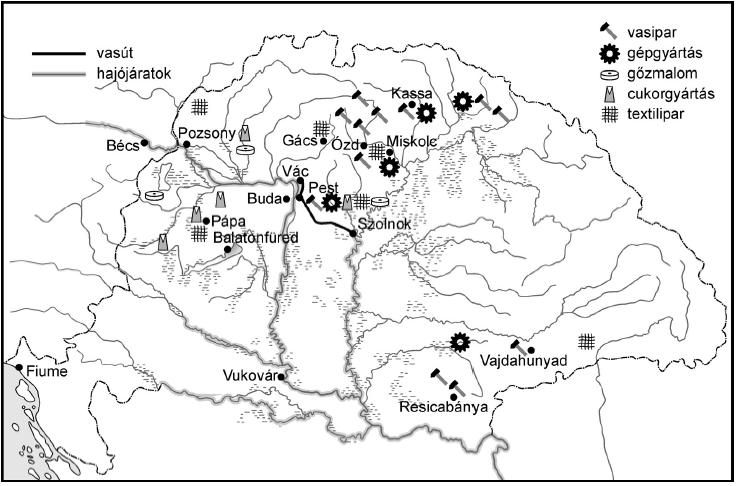 vasút
hajójáratok
vasipar
gépgyártás
gőzmalom
cukorgyártás
textilipar
Kassa
Bécs
Pozsony
Gács
Ózd
Miskolc
Vác
Buda
Pest
Pápa
Szolnok
Balatonfüred
Vajdahunyad
Fiume
Vukovár
Resicabánya